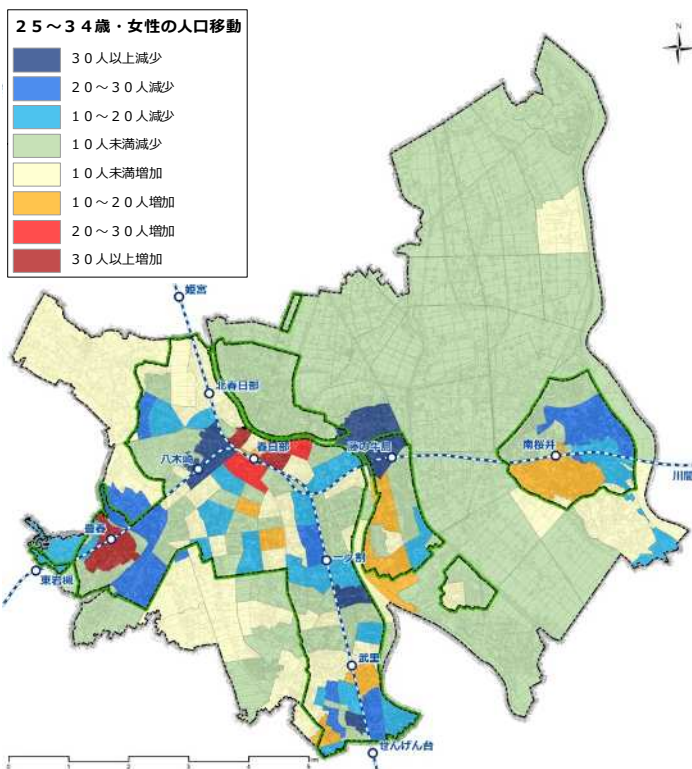 25～34歳・女性の人口移動
30人以上減少
20～30人減少
10～20人減少
10人未満減少
10人未満増加
10～20人増加
20～30人増加
30人以上増加
N
姫宮
北春日部
春日部
八木崎
藤の牛島
南桜井
川間
豊春
東岩槻
一ノ割
武里
せんげん台
0 1 2 3 4